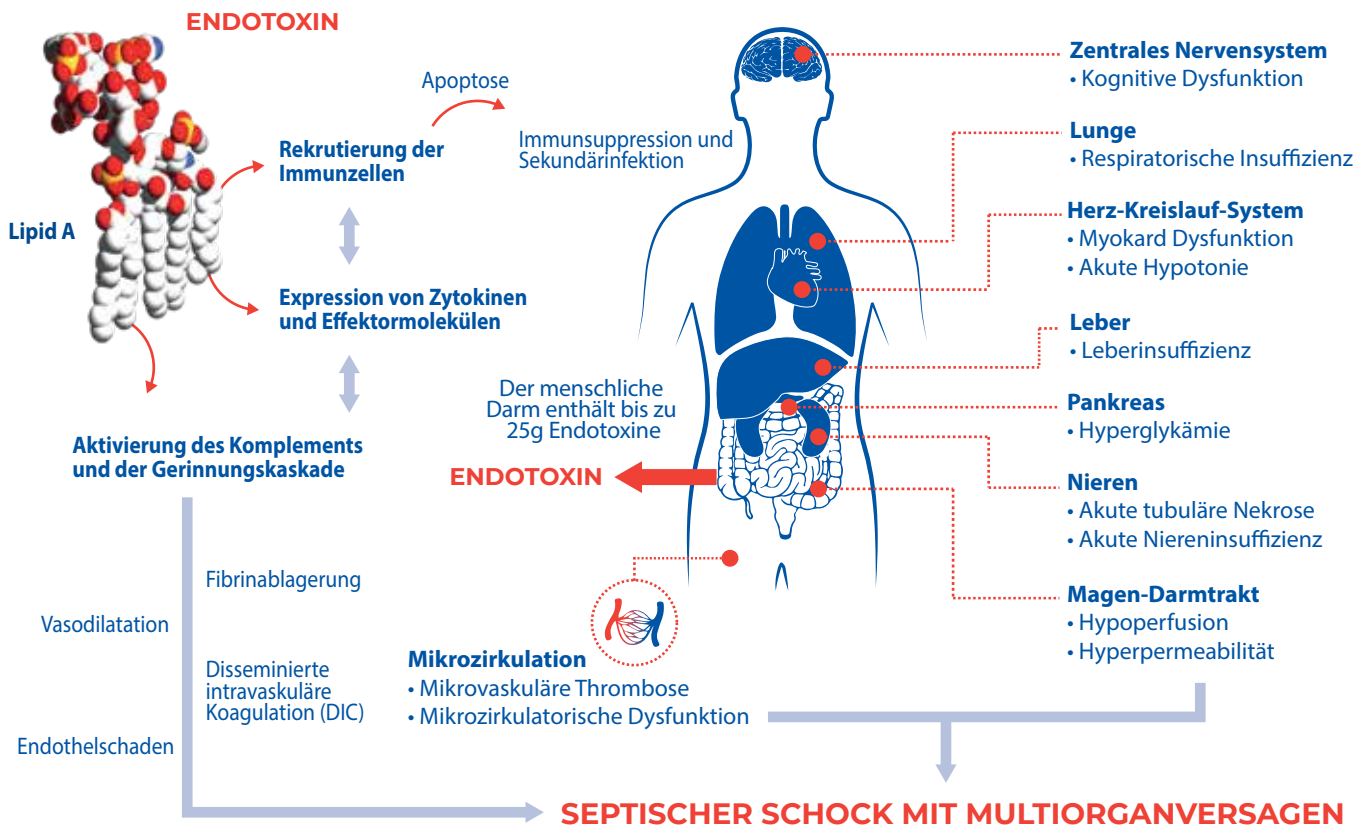 ENDOTOXIN
Lipid A
Apoptose
Rekrutierung der
Immunzellen
Immunsuppression und
Sekundärinfektion
Expression von Zytokinen
und Effektormolekülen
Aktivierung des Komplements
und der Gerinnungskaskade
Der menschliche
Darm enthält bis zu
25g Endotoxine
ENDOTOXIN
Fibrinablagerung
Vasodilatation
Disseminierte
intravaskuläre
Koagulation (DIC)
Endothelschaden
Mikrozirkulation
• Mikrovaskuläre Thrombose
• Mikrozirkulatorische Dysfunktion
Zentrales Nervensystem
• Kognitive Dysfunktion
Lunge
• Respiratorische Insuffizienz
Herz-Kreislauf-System
• Myokard Dysfunktion
• Akute Hypotonie
Leber
• Leberinsuffizienz
Pankreas
• Hyperglykämie
Nieren
• Akute tubuläre Nekrose
• Akute Niereninsuffizienz
Magen-Darmtrakt
• Hypoperfusion
• Hyperpermeabilität
SEPTISCHER SCHOCK MIT MULTIORGANVERSAGEN